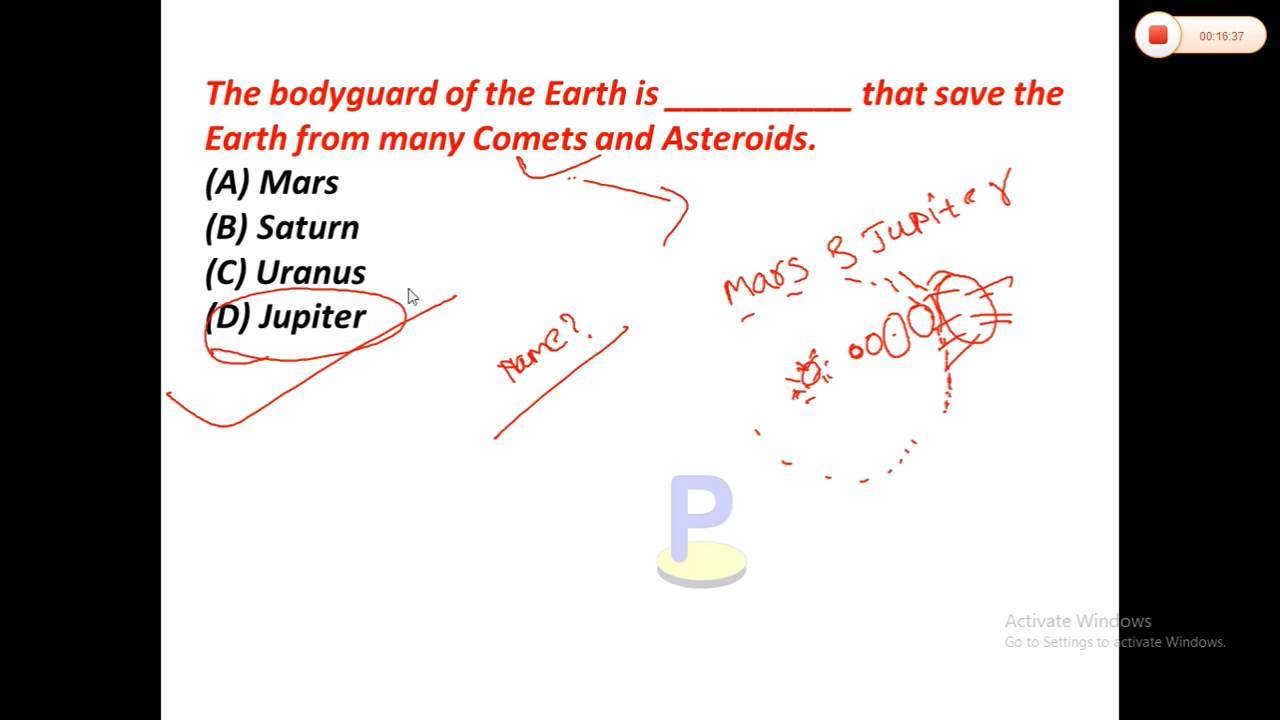 00:16:37
The bodyguard of the Earth is __________ that save the
Earth from many Comets and Asteroids.
(A) Mars
(B) Saturn
(C) Uranus
(D) Jupiter
Mars & Jupiter
Name?
P
Activate Windows
Go to Settings to activate Windows.